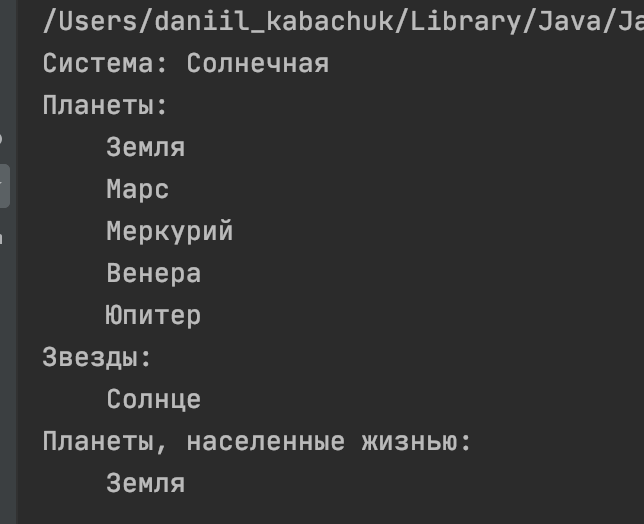 /Users/daniil_kabachuk/Library/Java/Ja
Система: Солнечная
Планеты:
Земля
Марс
Меркурий
Венера
Юпитер
Звезды:
Солнце
Планеты, населенные жизнью:
Земля